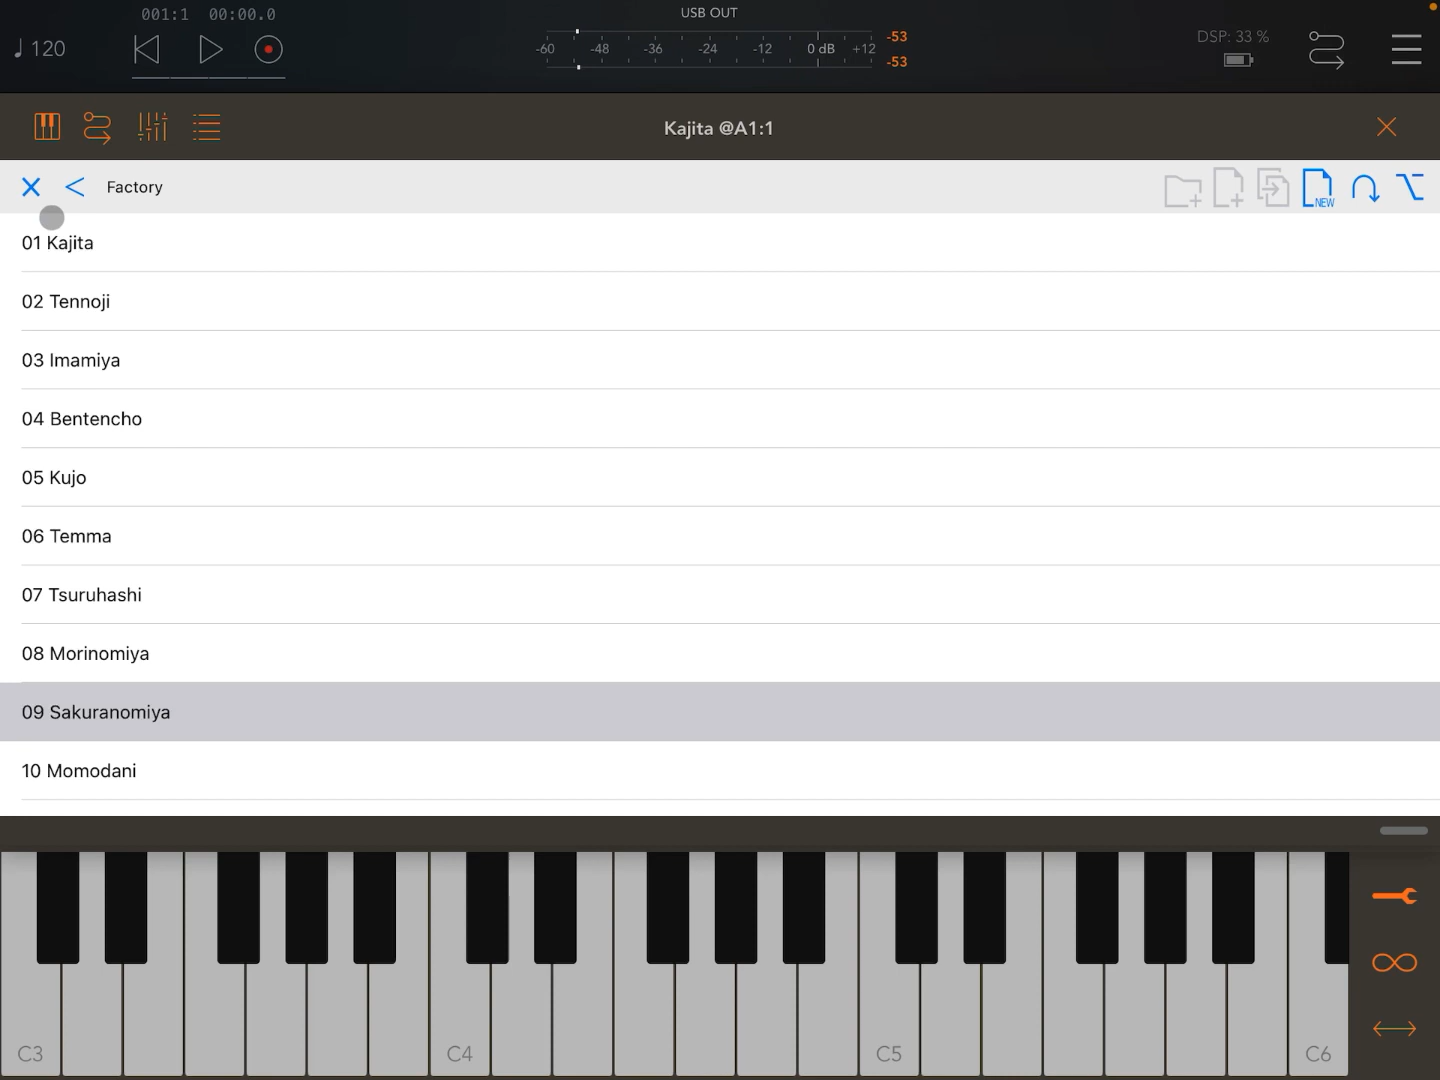 001:1 00:00.0
USB OUT
120
-60 -48 -36 -24 -12 0 dB +12
-53
-53
DSP: 33 %
Kajita @A1:1
Factory
NEW
01 Kajita
02 Tennoji
03 Imamiya
04 Bentencho
05 Kujo
06 Temma
07 Tsuruhashi
08 Morinomiya
09 Sakuranomiya
10 Momodani
C3 C4 C5 C6